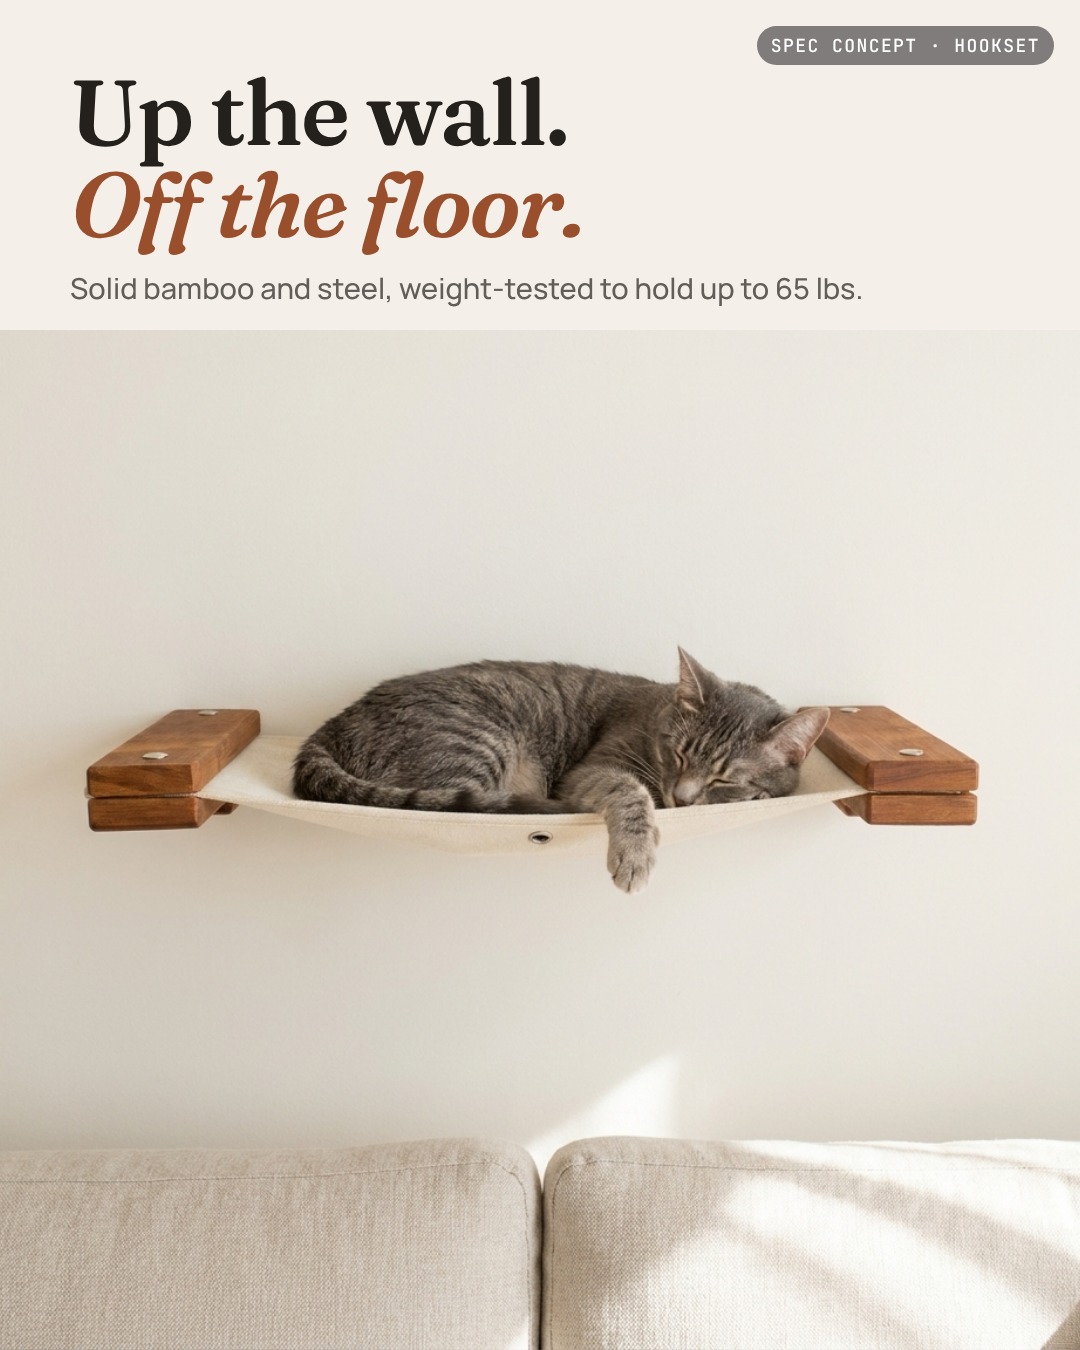 SPEC CONCEPT · HOOKSET
Up the wall.
Off the floor.
Solid bamboo and steel, weight-tested to hold up to 65 lbs.